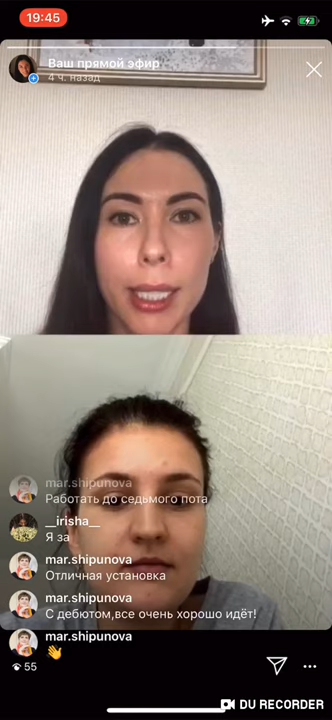 19:45
Ваш прямой эфир
4 ч. назад
mar.shipunova
Работать до седьмого пота
__irisha__
Я за
mar.shipunova
Отличная установка
mar.shipunova
С дебютом,все очень хорошо идёт!
mar.shipunova
👋
55
DU RECORDER